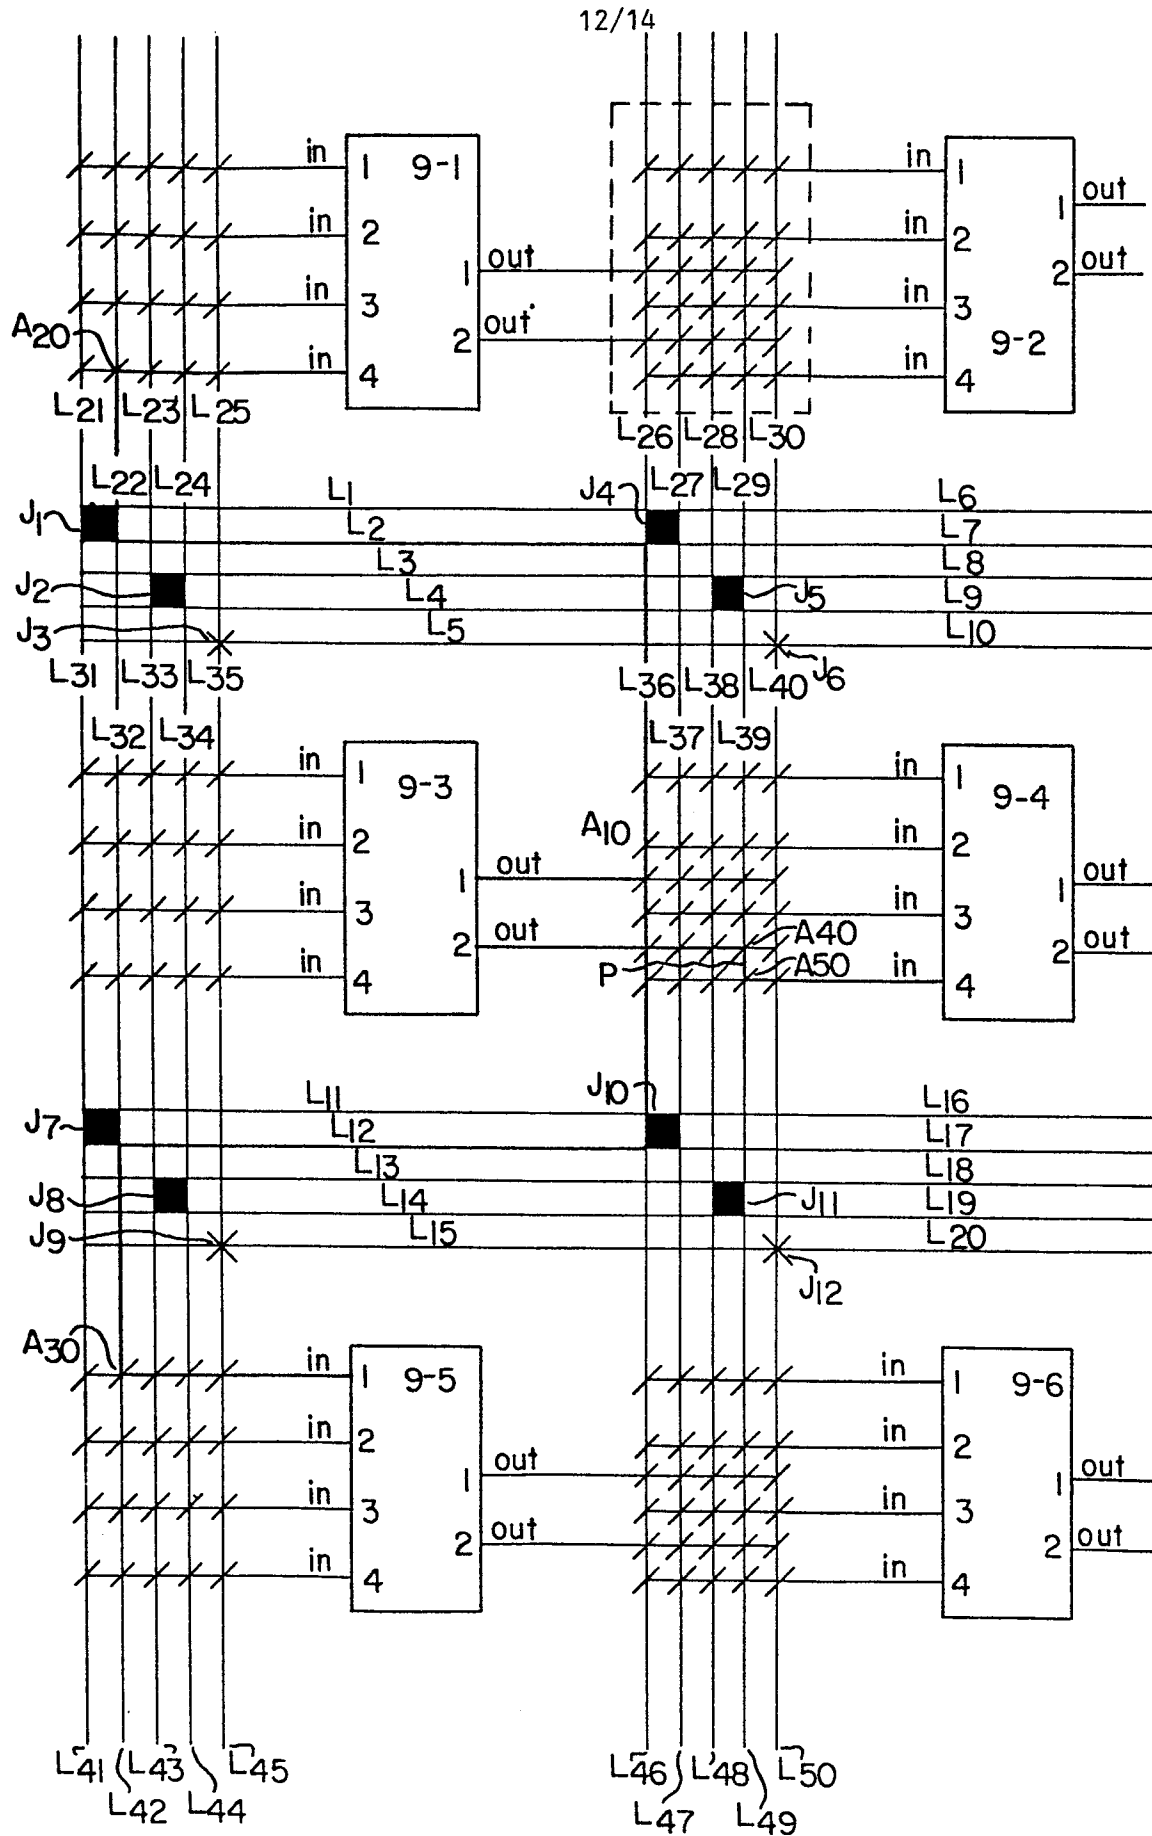 12/14
in 1 9-1 in 1
in 2 in 2 1 out
1 out 2 out
in 3 in 3
A20 2 out 9-2
in 4 in 4
L21 L23 L25 L26 L28 L30
L22 L24 L27 L29
J1 L1 J4 L6
L2 L7
L3 L8
J2 L4 J5 L9
J3 L5 L10
L31 L33 L35 L36 L38 L40 J6
L32 L34 L37 L39
in 1 9-3 in 1 9-4
in 2 A10 in 2
1 out 1 out
in 3 in 3
2 out A40 2 out
in 4 P A50 in 4
J7 L11 J10 L16
L12 L17
L13 L18
J8 L14 J11 L19
J9 L15 L20
J12
A30 in 1 9-5 in 1 9-6
in 2 in 2
1 out 1 out
in 3 in 3
2 out 2 out
in 4 in 4
L41 L43 L45 L46 L48 L50
L42 L44 L47 L49